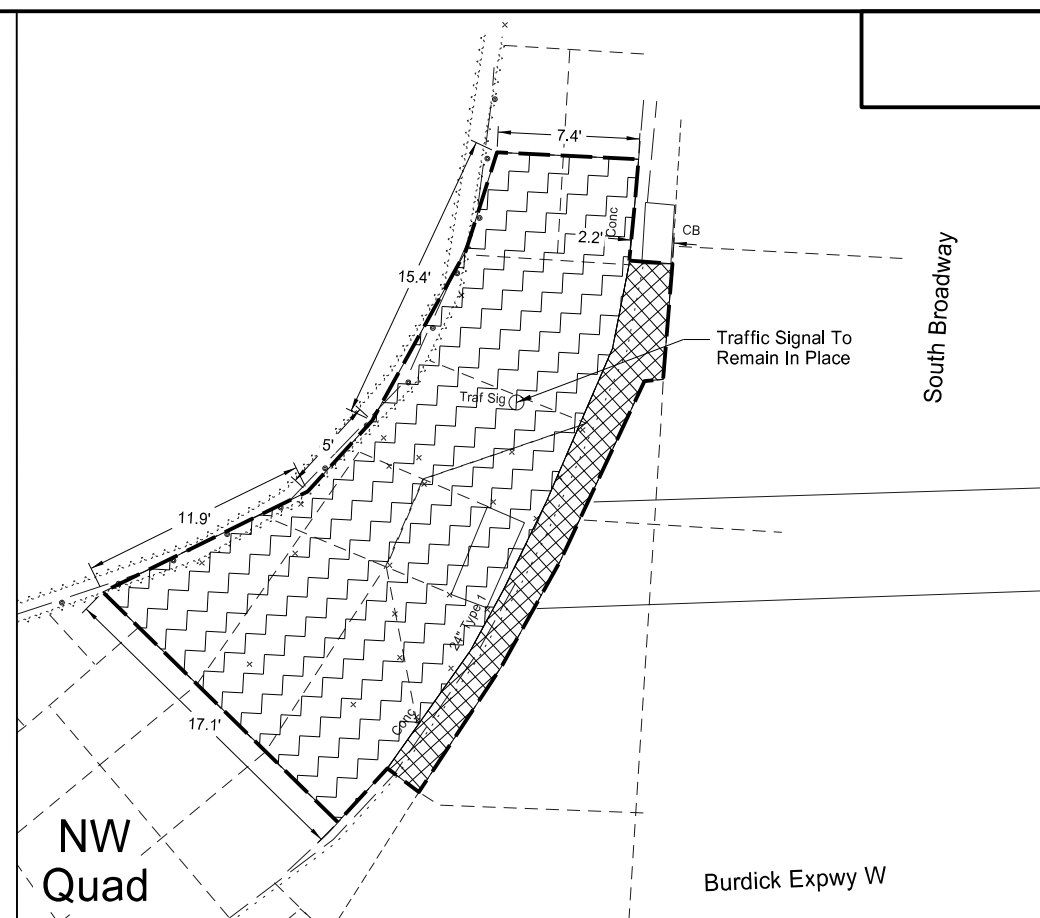 7.4'
Conc
2.2'
CB
15.4'
South Broadway
Traffic Signal To
Remain In Place
Traf Sig
5'
11.9'
24" Type 1
Conc
17.1'
NW
Quad
Burdick Expwy W